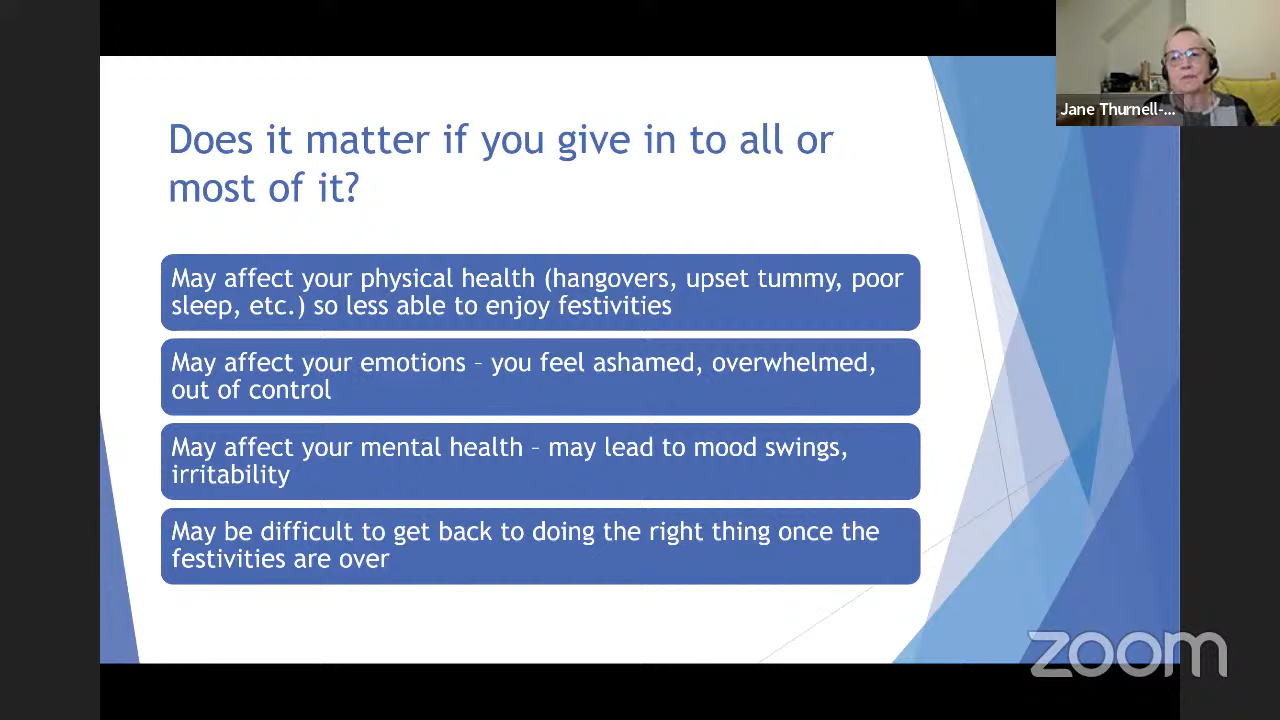 Jane Thurnell-...
Does it matter if you give in to all or
most of it?
May affect your physical health (hangovers, upset tummy, poor
sleep, etc.) so less able to enjoy festivities
May affect your emotions – you feel ashamed, overwhelmed,
out of control
May affect your mental health – may lead to mood swings,
irritability
May be difficult to get back to doing the right thing once the
festivities are over
zoom